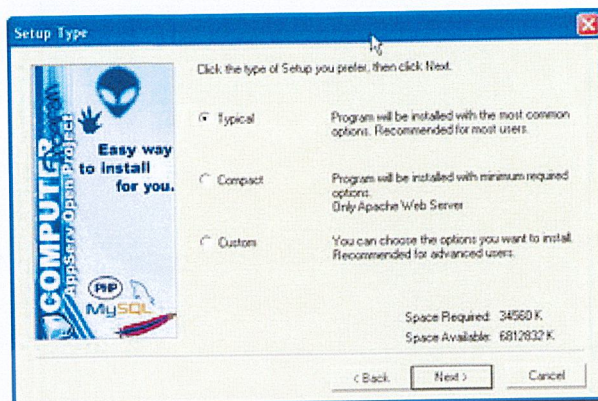 Setup Type
Click the type of Setup you prefer, then click Next.
Typical
Program will be installed with the most common
options. Recommended for most users.
Compact
Program will be installed with minimum required
options.
Only Apache Web Server
Custom
You can choose the options you want to install.
Recommended for advanced users.
COMPUTER
AppServ Open Project
Easy way
to install
for you.
PHP
MySQL
Space Required: 34560 K
Space Available: 6812832 K
< Back
Next >
Cancel